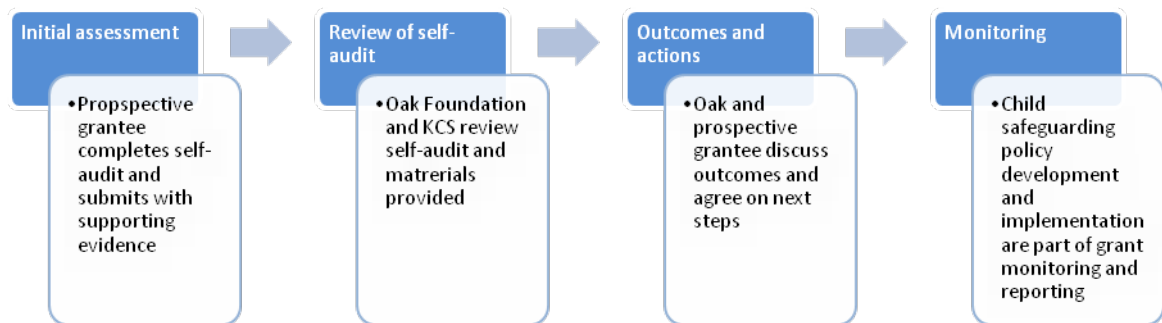 Initial assessment
•Propspective
grantee
completes self-
audit and
submits with
supporting
evidence
Review of self-
audit
•Oak Foundation
and KCS review
self-audit and
matrerials
provided
Outcomes and
actions
•Oak and
prospective
grantee discuss
outcomes and
agree on next
steps
Monitoring
•Child
safeguarding
policy
development
and
implementation
are part of grant
monitoring and
reporting